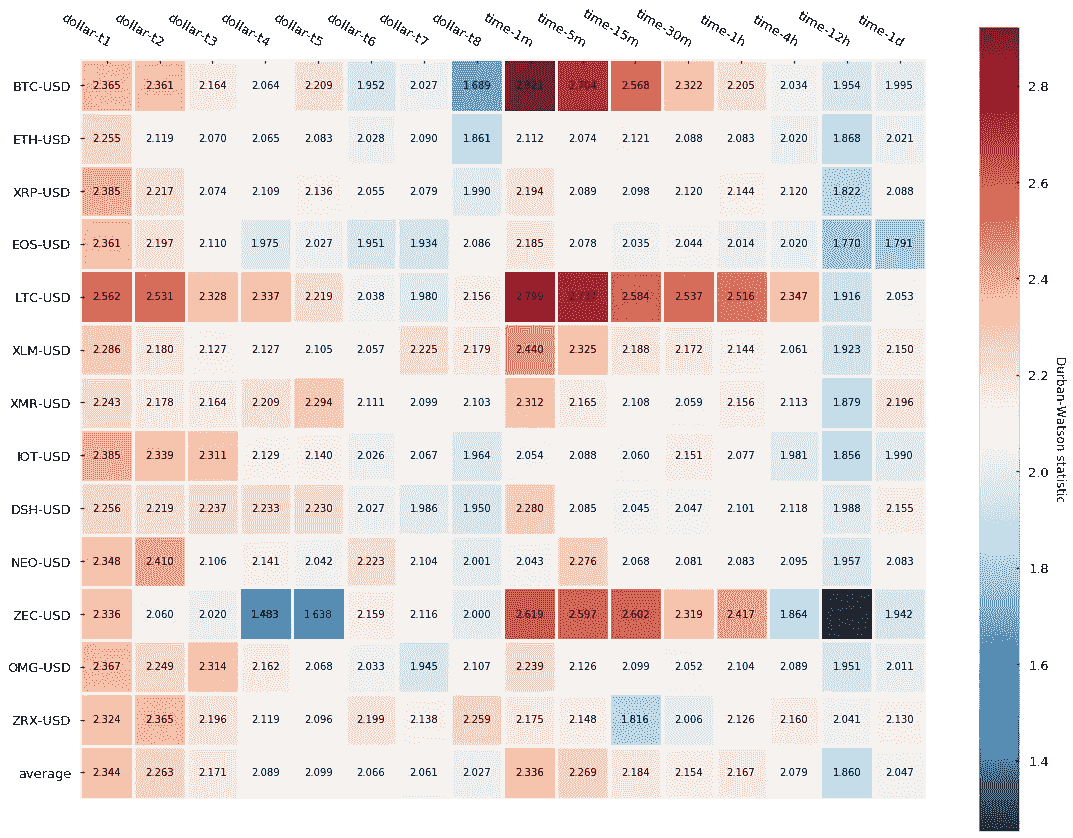 dollar-t1 dollar-t2 dollar-t3 dollar-t4 dollar-t5 dollar-t6 dollar-t7 dollar-t8 time-1m time-5m time-15m time-30m time-1h time-4h time-12h time-1d
BTC-USD 2.365 2.361 2.164 2.064 2.209 1.952 2.027 1.689 2.921 2.704 2.568 2.322 2.205 2.034 1.954 1.995
ETH-USD 2.255 2.119 2.070 2.065 2.083 2.028 2.090 1.861 2.112 2.074 2.121 2.088 2.083 2.020 1.868 2.021
XRP-USD 2.385 2.217 2.074 2.109 2.136 2.055 2.079 1.990 2.194 2.089 2.098 2.120 2.144 2.120 1.822 2.088
EOS-USD 2.361 2.197 2.110 1.975 2.027 1.951 1.934 2.086 2.185 2.078 2.035 2.044 2.014 2.020 1.770 1.791
LTC-USD 2.562 2.531 2.328 2.337 2.219 2.038 1.980 2.156 2.799 2.584 2.537 2.516 2.347 1.916 2.053
XLM-USD 2.286 2.180 2.127 2.127 2.105 2.057 2.225 2.179 2.440 2.325 2.188 2.172 2.144 2.061 1.923 2.150
XMR-USD 2.243 2.178 2.164 2.209 2.294 2.111 2.099 2.103 2.312 2.165 2.108 2.059 2.156 2.113 1.879 2.196
IOT-USD 2.385 2.339 2.311 2.129 2.140 2.026 2.067 1.964 2.054 2.088 2.060 2.151 2.077 1.981 1.856 1.990
DSH-USD 2.256 2.219 2.237 2.233 2.230 2.027 1.986 1.950 2.280 2.085 2.045 2.047 2.101 2.118 1.988 2.155
NEO-USD 2.348 2.410 2.106 2.141 2.042 2.223 2.104 2.001 2.043 2.276 2.068 2.081 2.083 2.095 1.957 2.083
ZEC-USD 2.336 2.060 2.020 1.483 1.638 2.159 2.116 2.000 2.619 2.597 2.602 2.319 2.417 1.864 1.942
OMG-USD 2.367 2.249 2.314 2.162 2.068 2.033 1.945 2.107 2.239 2.126 2.099 2.052 2.104 2.089 1.951 2.011
ZRX-USD 2.324 2.365 2.196 2.119 2.096 2.199 2.138 2.259 2.175 2.148 1.816 2.006 2.126 2.160 2.041 2.130
average 2.344 2.263 2.171 2.089 2.099 2.066 2.061 2.027 2.336 2.269 2.184 2.154 2.167 2.079 1.860 2.047
2.8
2.6
2.4
2.2
2.0
1.8
1.6
1.4
Durban-Watson statistic